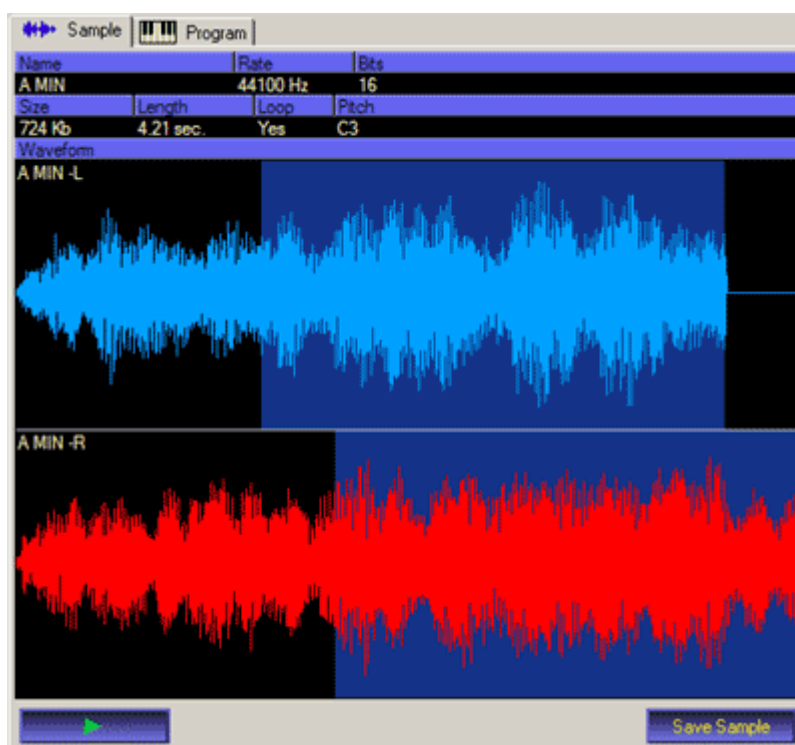 Sample Program
Name Rate Bits
A MIN 44100 Hz 16
Size Length Loop Pitch
724 Kb 4.21 sec. Yes C3
Waveform
A MIN -L
A MIN -R
Save Sample